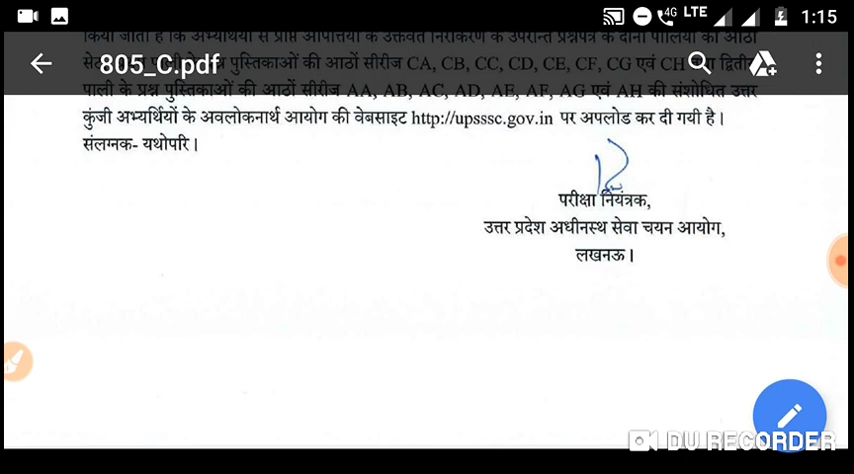 4G LTE 1:15
किया जाता है कि अभ्यर्थियों से प्राप्त आपत्तियों के उक्तवत निराकरण के उपरान्त प्रश्नपत्र के दोनों पालियों की आठों
805_C.pdf
पाली के प्रश्न पुस्तिकाओं की आठों सीरीज CA, CB, CC, CD, CE, CF, CG एवं CH तथा द्वितीय
पाली के प्रश्न पुस्तिकाओं की आठों सीरीज AA, AB, AC, AD, AE, AF, AG एवं AH की संशोधित उत्तर
कुंजी अभ्यर्थियों के अवलोकनार्थ आयोग की वेबसाइट http://upsssc.gov.in पर अपलोड कर दी गयी है।
संलग्नक- यथोपरि।
परीक्षा नियंत्रक,
उत्तर प्रदेश अधीनस्थ सेवा चयन आयोग,
लखनऊ।
DU RECORDER